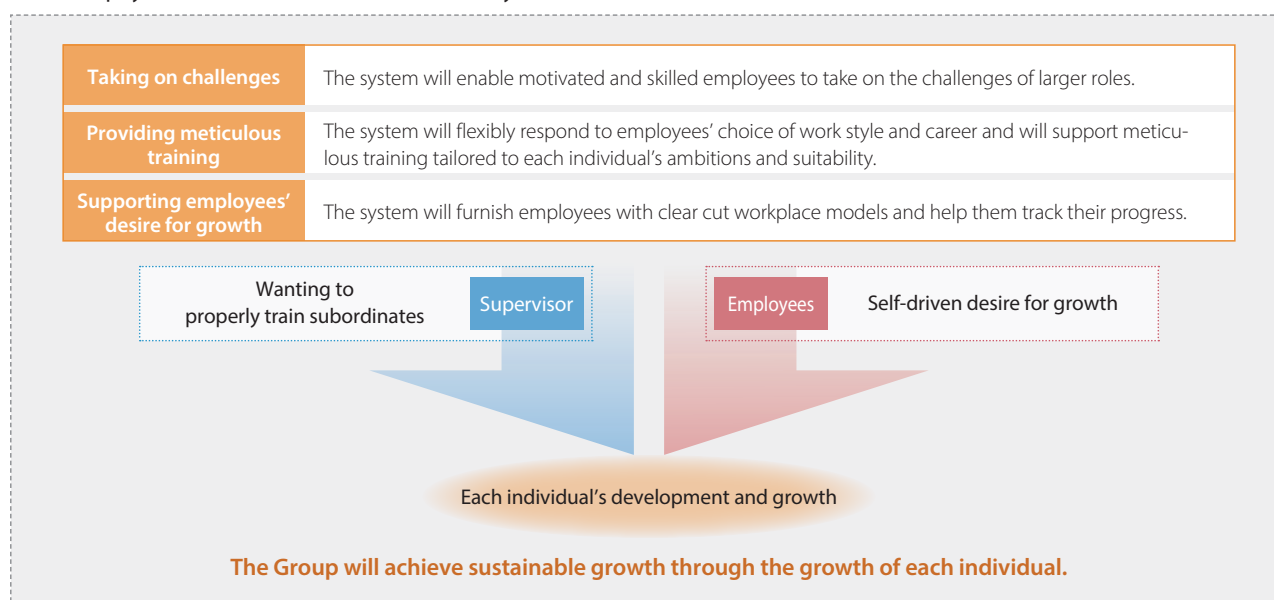 Taking on challenges
The system will enable motivated and skilled employees to take on the challenges of larger roles.
Providing meticulous
training
The system will flexibly respond to employees’ choice of work style and career and will support meticu-
lous training tailored to each individual’s ambitions and suitability.
Supporting employees’
desire for growth
The system will furnish employees with clear cut workplace models and help them track their progress.
Wanting to
properly train subordinates
Supervisor
Employees
Self-driven desire for growth
Each individual’s development and growth
The Group will achieve sustainable growth through the growth of each individual.